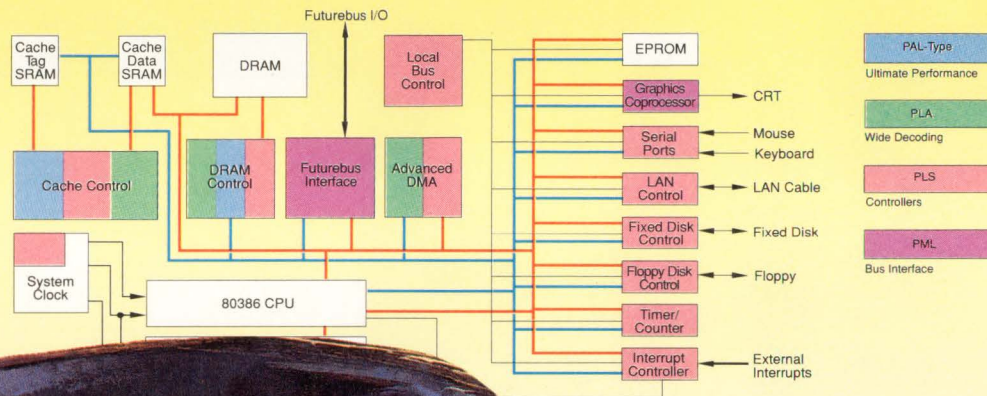 Futurebus I/O
Cache
Tag
SRAM
Cache
Data
SRAM
DRAM
Local
Bus
Control
EPROM
Graphics
Coprocessor
CRT
Serial
Ports
Mouse
Keyboard
Cache Control
DRAM
Control
Futurebus
Interface
Advanced
DMA
LAN
Control
LAN Cable
Fixed Disk
Control
Fixed Disk
System
Clock
80386 CPU
Floppy Disk
Control
Floppy
Timer/
Counter
Interrupt
Controller
External
Interrupts
PAL-Type
Ultimate Performance
PLA
Wide Decoding
PLS
Controllers
PML
Bus Interface